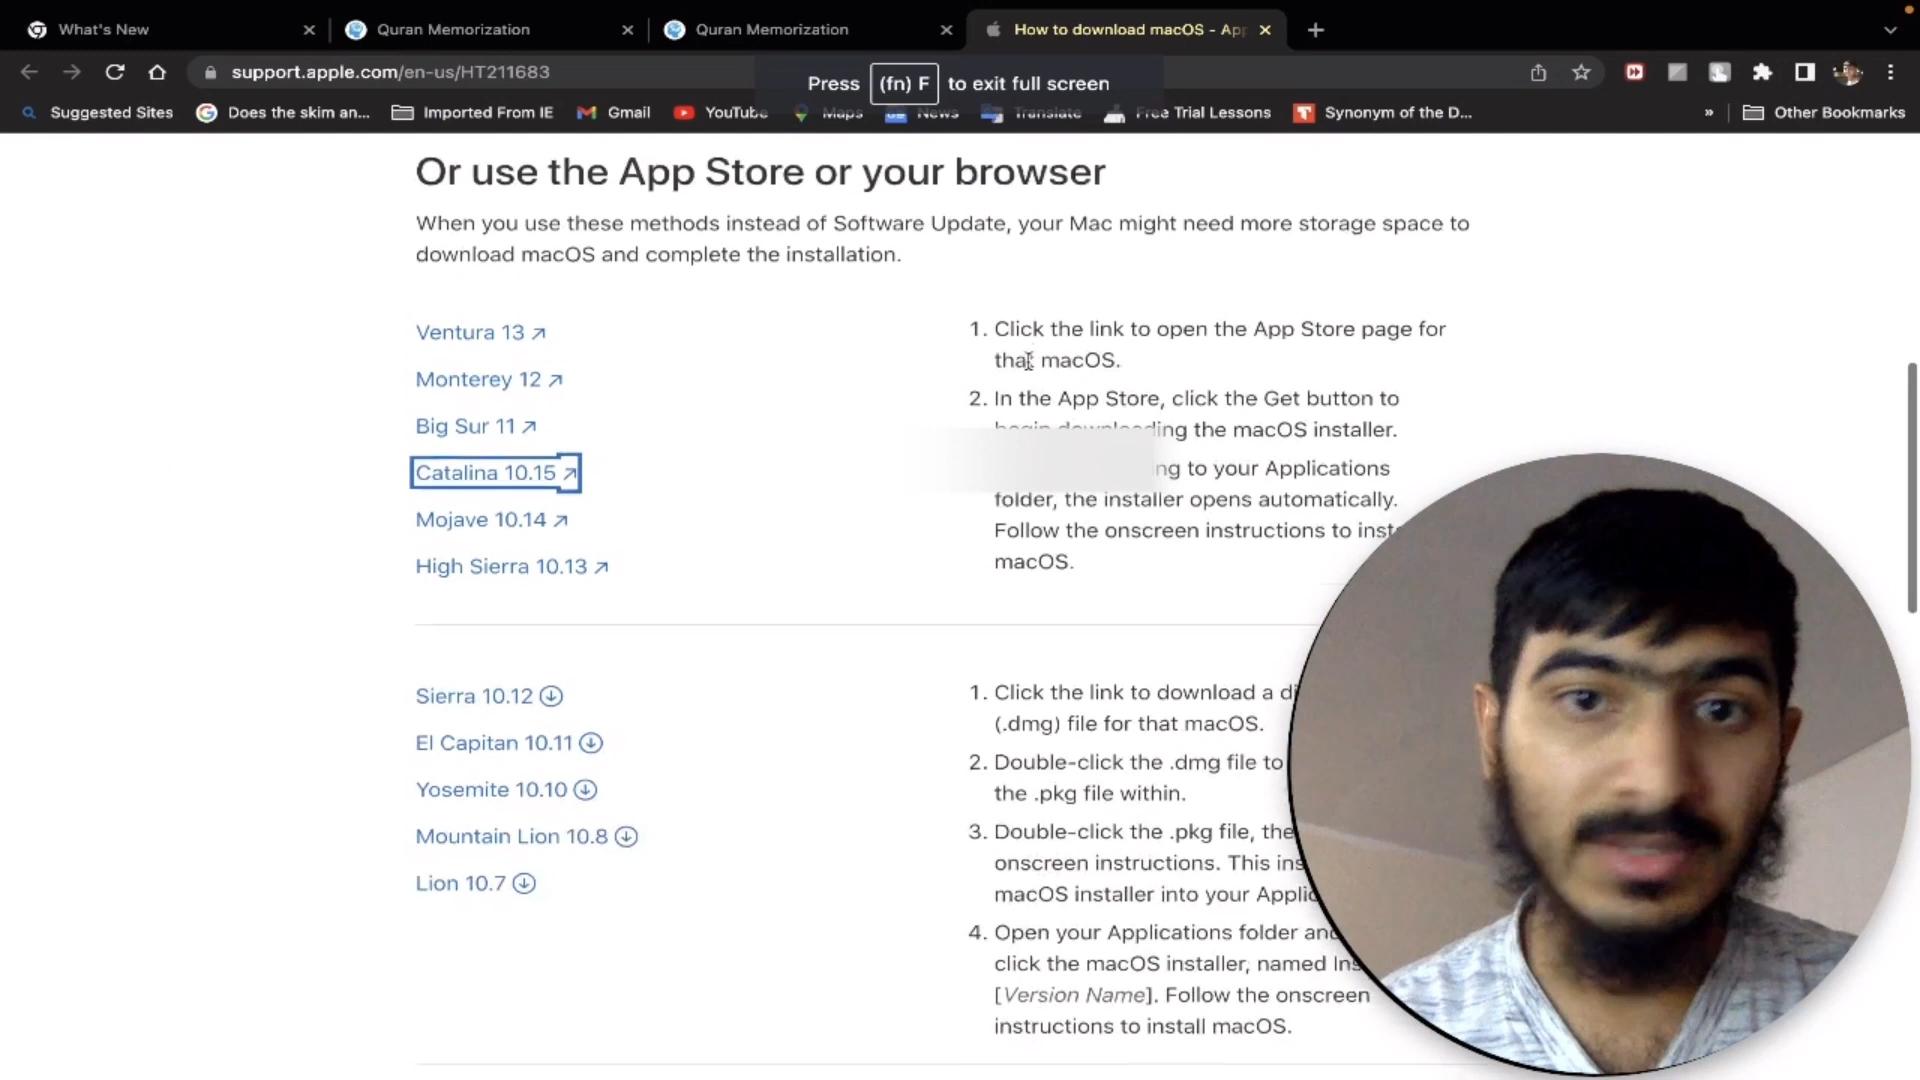 What's New
Quran Memorization
Quran Memorization
How to download macOS - App
support.apple.com/en-us/HT211683
Press (fn) F to exit full screen
Suggested Sites
Does the skim an...
Imported From IE
Gmail
YouTube
Maps
News
Translate
Free Trial Lessons
Synonym of the D...
»
Other Bookmarks
Or use the App Store or your browser
When you use these methods instead of Software Update, your Mac might need more storage space to
download macOS and complete the installation.
Ventura 13
Monterey 12
Big Sur 11
Catalina 10.15
Mojave 10.14
High Sierra 10.13
1. Click the link to open the App Store page for
that macOS.
2. In the App Store, click the Get button to
begin downloading the macOS installer.
ng to your Applications
folder, the installer opens automatically.
Follow the onscreen instructions to inst
macOS.
Sierra 10.12
El Capitan 10.11
Yosemite 10.10
Mountain Lion 10.8
Lion 10.7
1. Click the link to download a di
(.dmg) file for that macOS.
2. Double-click the .dmg file to
the .pkg file within.
3. Double-click the .pkg file, the
onscreen instructions. This ins
macOS installer into your Applic
4. Open your Applications folder and
click the macOS installer, named Ins
[Version Name]. Follow the onscreen
instructions to install macOS.